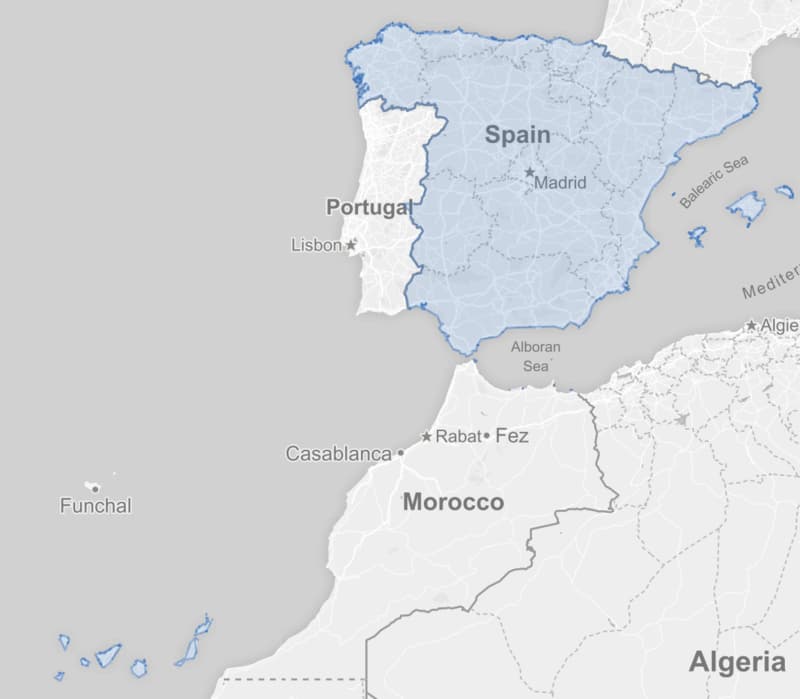 Spain
Madrid
Balearic Sea
Portugal
Lisbon
Mediter
Algie
Alboran
Sea
Rabat
Fez
Casablanca
Funchal
Morocco
Algeria